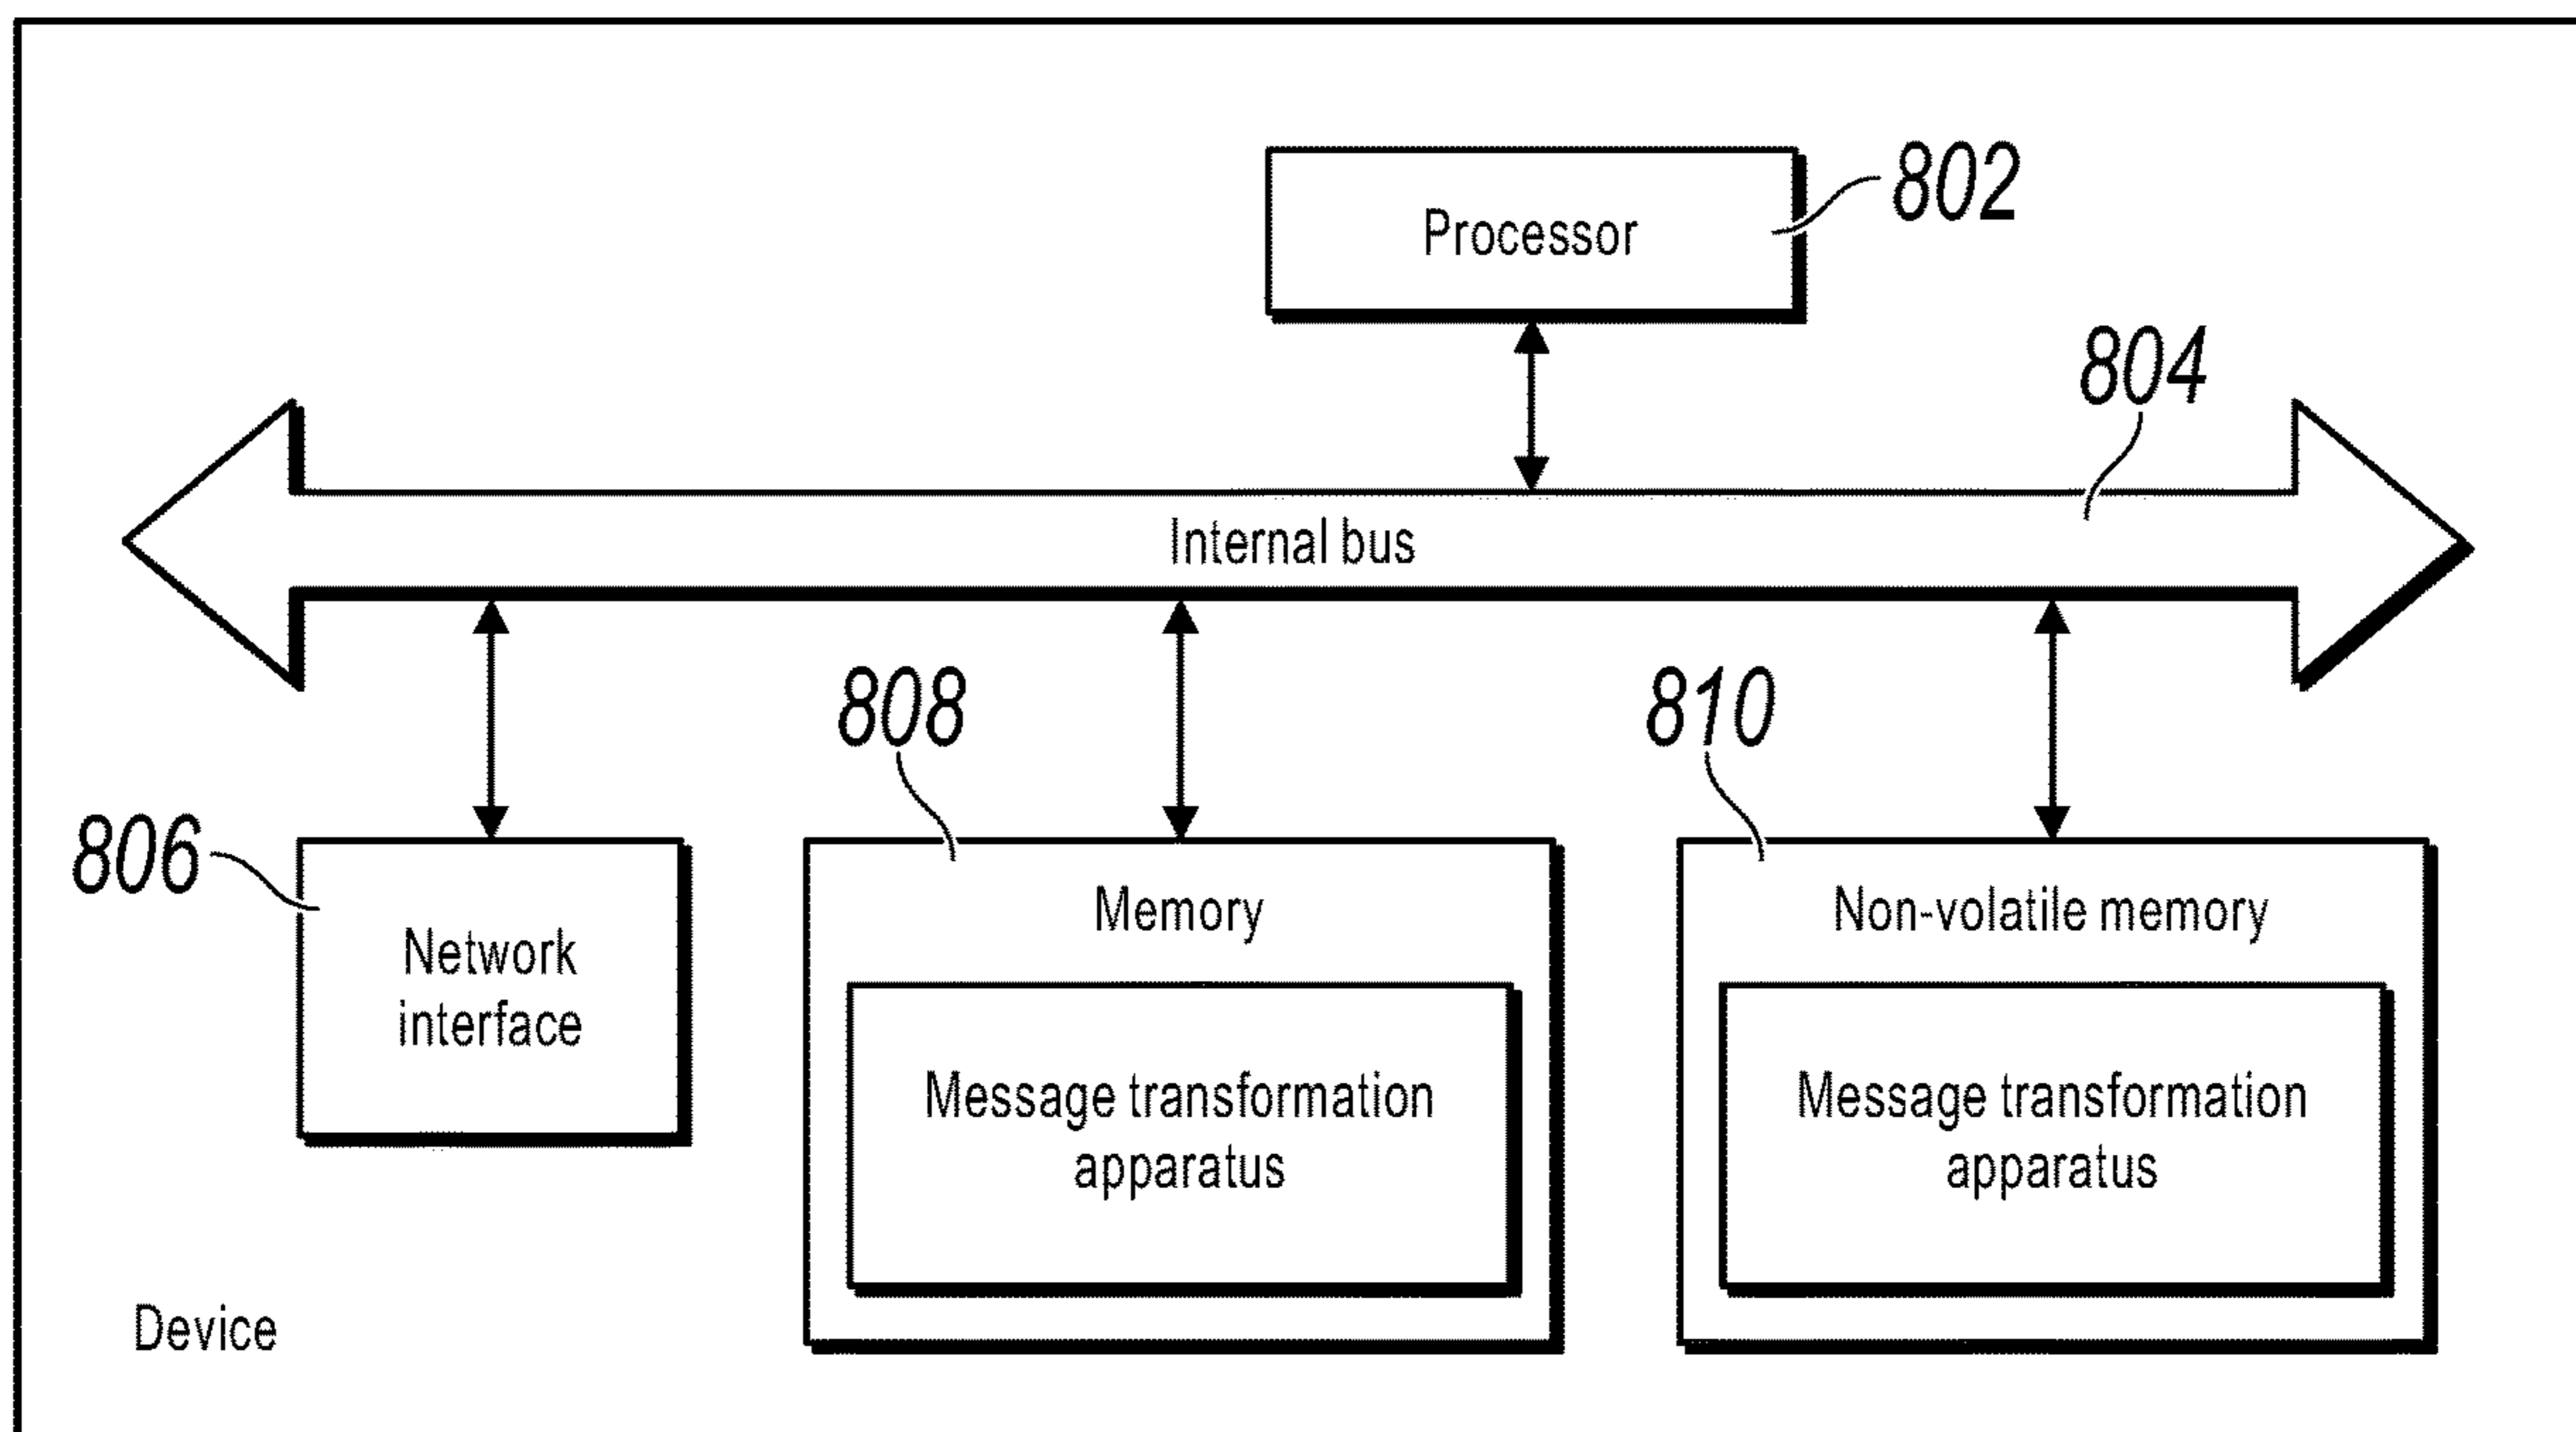 802
Processor
804
Internal bus
808
810
806
Network
interface
Memory
Message transformation
apparatus
Non-volatile memory
Message transformation
apparatus
Device